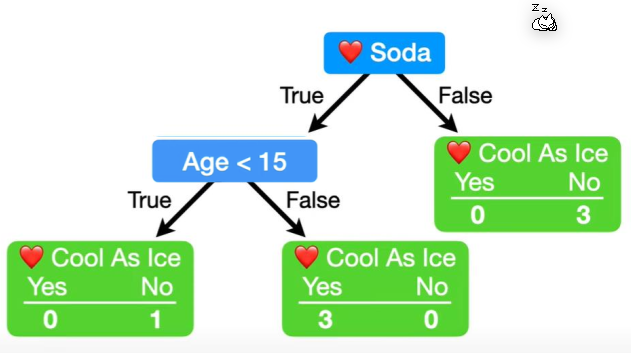 z z
❤️ Soda
True
False
Age < 15
❤️ Cool As Ice
Yes No
0 3
True
False
❤️ Cool As Ice
Yes No
0 1
❤️ Cool As Ice
Yes No
3 0